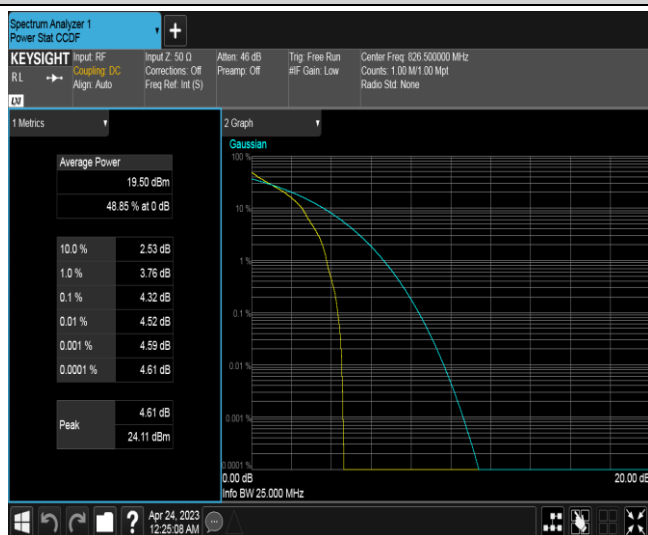 Spectrum Analyzer 1
Power Stat CCDF
+
KEYSIGHT
RL
LXI
Input: RF
Coupling: DC
Align: Auto
Input Z: 50 Ω
Corrections: Off
Freq Ref: Int (S)
Atten: 46 dB
Preamp: Off
Trig: Free Run
#IF Gain: Low
Center Freq: 826.500000 MHz
Counts: 1.00 M/1.00 Mpt
Radio Std: None
1 Metrics
Average Power
19.50 dBm
48.85 % at 0 dB
10.0 % 2.53 dB
1.0 % 3.76 dB
0.1 % 4.32 dB
0.01 % 4.52 dB
0.001 % 4.59 dB
0.0001 % 4.61 dB
Peak
4.61 dB
24.11 dBm
2 Graph
Gaussian
100 %
10 %
1 %
0.1 %
0.01 %
0.001 %
0.0001 %
0.00 dB
20.00 dB
Info BW 25.000 MHz
?
Apr 24, 2023
12:25:08 AM